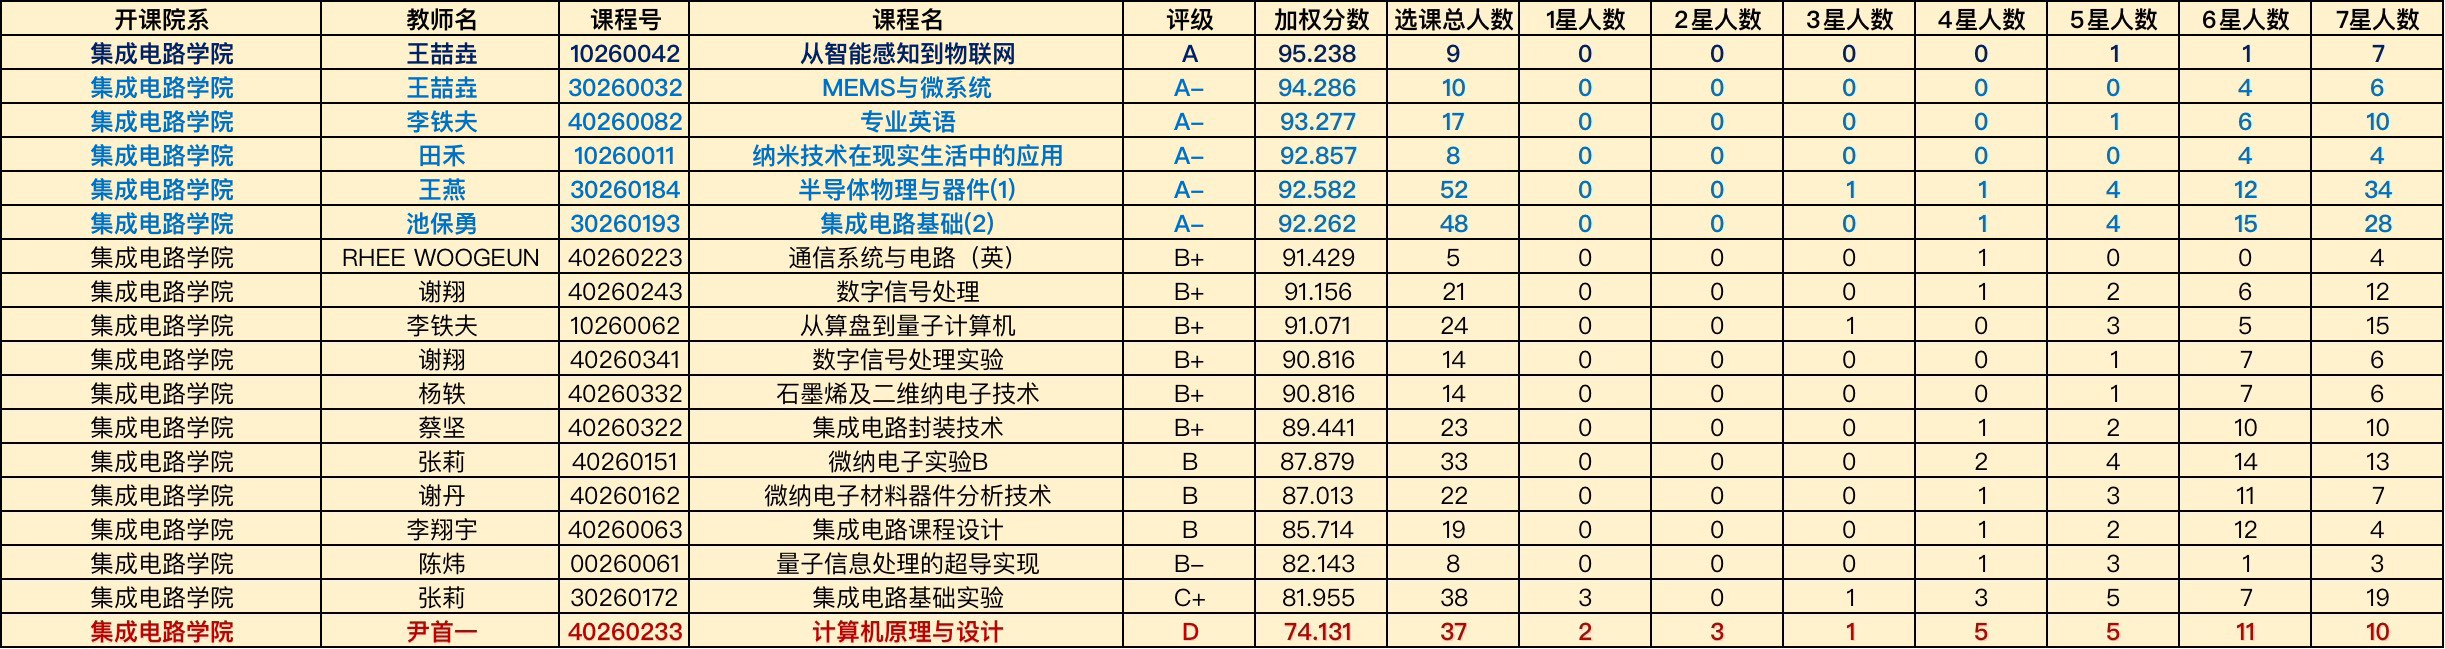 开课院系 教师名 课程号 课程名 评级 加权分数 选课总人数 1星人数 2星人数 3星人数 4星人数 5星人数 6星人数 7星人数
集成电路学院 王喆垚 10260042 从智能感知到物联网 A 95.238 9 0 0 0 0 1 1 7
集成电路学院 王喆垚 30260032 MEMS与微系统 A- 94.286 10 0 0 0 0 0 4 6
集成电路学院 李铁夫 40260082 专业英语 A- 93.277 17 0 0 0 0 1 6 10
集成电路学院 田禾 10260011 纳米技术在现实生活中的应用 A- 92.857 8 0 0 0 0 0 4 4
集成电路学院 王燕 30260184 半导体物理与器件(1) A- 92.582 52 0 0 1 1 4 12 34
集成电路学院 池保勇 30260193 集成电路基础(2) A- 92.262 48 0 0 0 1 4 15 28
集成电路学院 RHEE WOOGEUN 40260223 通信系统与电路（英） B+ 91.429 5 0 0 0 1 0 0 4
集成电路学院 谢翔 40260243 数字信号处理 B+ 91.156 21 0 0 0 1 2 6 12
集成电路学院 李铁夫 10260062 从算盘到量子计算机 B+ 91.071 24 0 0 1 0 3 5 15
集成电路学院 谢翔 40260341 数字信号处理实验 B+ 90.816 14 0 0 0 0 1 7 6
集成电路学院 杨轶 40260332 石墨烯及二维纳电子技术 B+ 90.816 14 0 0 0 0 1 7 6
集成电路学院 蔡坚 40260322 集成电路封装技术 B+ 89.441 23 0 0 0 1 2 10 10
集成电路学院 张莉 40260151 微纳电子实验B B 87.879 33 0 0 0 2 4 14 13
集成电路学院 谢丹 40260162 微纳电子材料器件分析技术 B 87.013 22 0 0 0 1 3 11 7
集成电路学院 李翔宇 40260063 集成电路课程设计 B 85.714 19 0 0 0 1 2 12 4
集成电路学院 陈炜 00260061 量子信息处理的超导实现 B- 82.143 8 0 0 0 1 3 1 3
集成电路学院 张莉 30260172 集成电路基础实验 C+ 81.955 38 3 0 1 3 5 7 19
集成电路学院 尹首一 40260233 计算机原理与设计 D 74.131 37 2 3 1 5 5 11 10